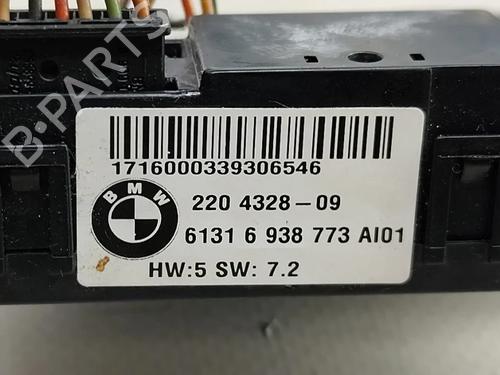 B-PARTS
1716000339306546
BMW
220 4328-09
6131 6 938 773 AI01
HW:5 SW: 7.2